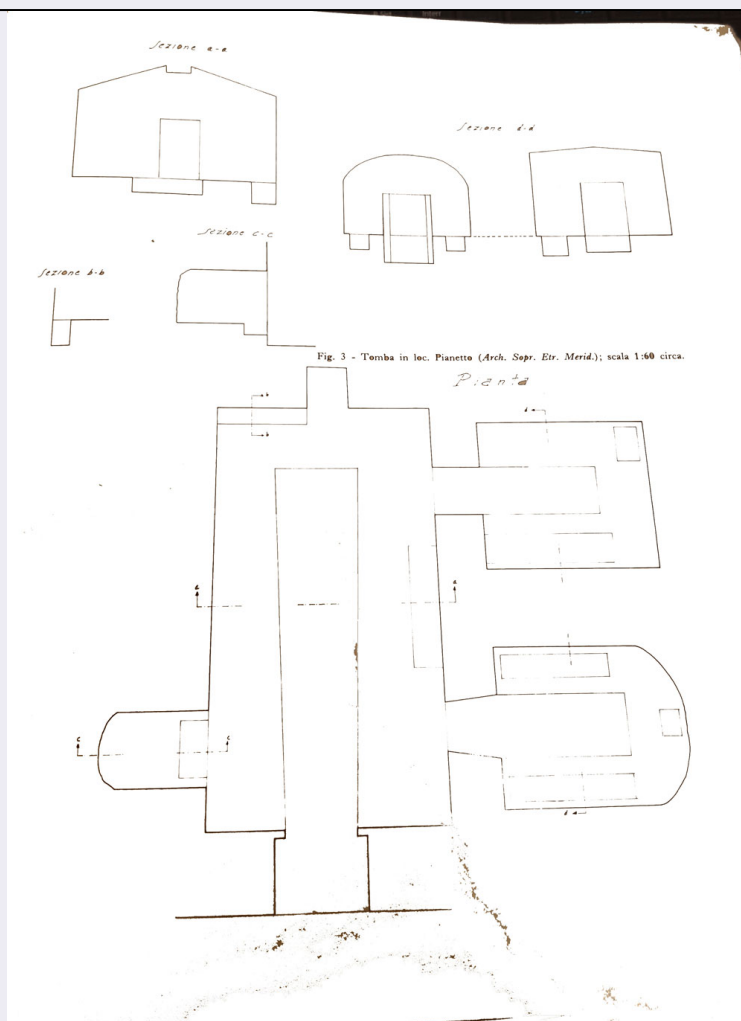 Sezione a-a
Sezione d-d
Sezione c-c
Sezione b-b
Fig. 3 - Tomba in loc. Pianetto (Arch. Sopr. Etr. Merid.); scala 1:60 circa.
Pianta
b
b
d
a
a
c
c
d